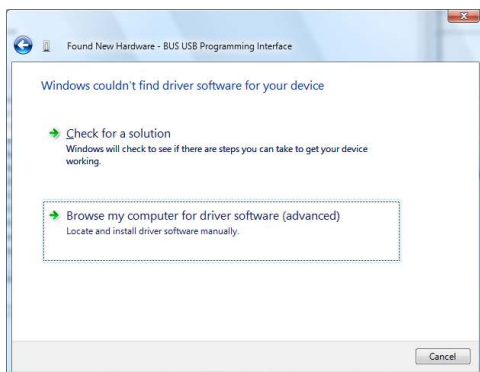 Found New Hardware - BUS USB Programming Interface
Windows couldn't find driver software for your device
Check for a solution
Windows will check to see if there are steps you can take to get your device
working.
Browse my computer for driver software (advanced)
Locate and install driver software manually.
Cancel